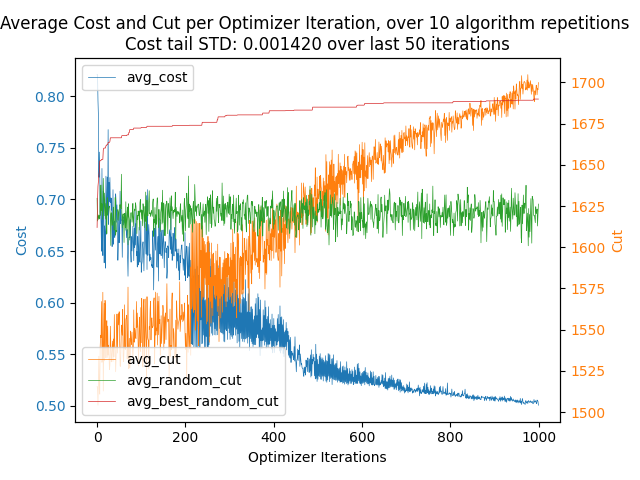 Average Cost and Cut per Optimizer Iteration, over 10 algorithm repetitions
Cost tail STD: 0.001420 over last 50 iterations
avg_cost
0.80
0.75
0.70
0.65
0.60
0.55
0.50
Cost
1700
1675
1650
1625
1600
1575
1550
1525
1500
Cut
avg_cut
avg_random_cut
avg_best_random_cut
0
200
400
600
800
1000
Optimizer Iterations